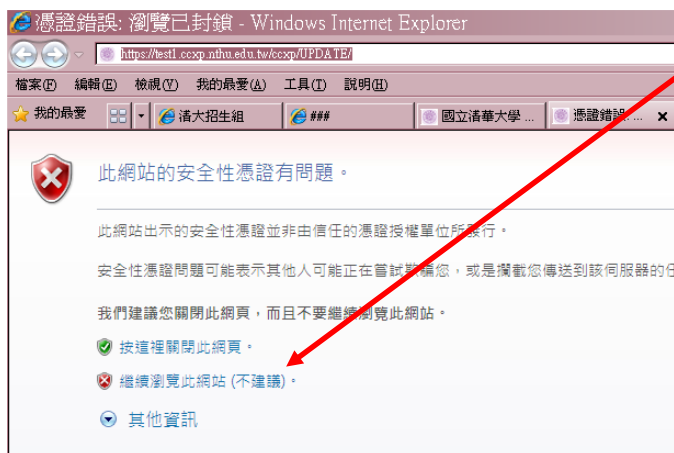 憑證錯誤: 瀏覽已封鎖 - Windows Internet Explorer
https://test1.ccxp.nthu.edu.tw/ccxp/UPDATE/
檔案(F) 編輯(E) 檢視(V) 我的最愛(A) 工具(T) 說明(H)
我的最愛 清大招生組 ### 國立清華大學 ... 憑證錯誤: ...
此網站的安全性憑證有問題。
此網站出示的安全性憑證並非由信任的憑證授權單位所發行。
安全性憑證問題可能表示其他人可能正在嘗試欺騙您，或是攔截您傳送到該伺服器的任
我們建議您關閉此網頁，而且不要繼續瀏覽此網站。
按這裡關閉此網頁。
繼續瀏覽此網站 (不建議)。
其他資訊